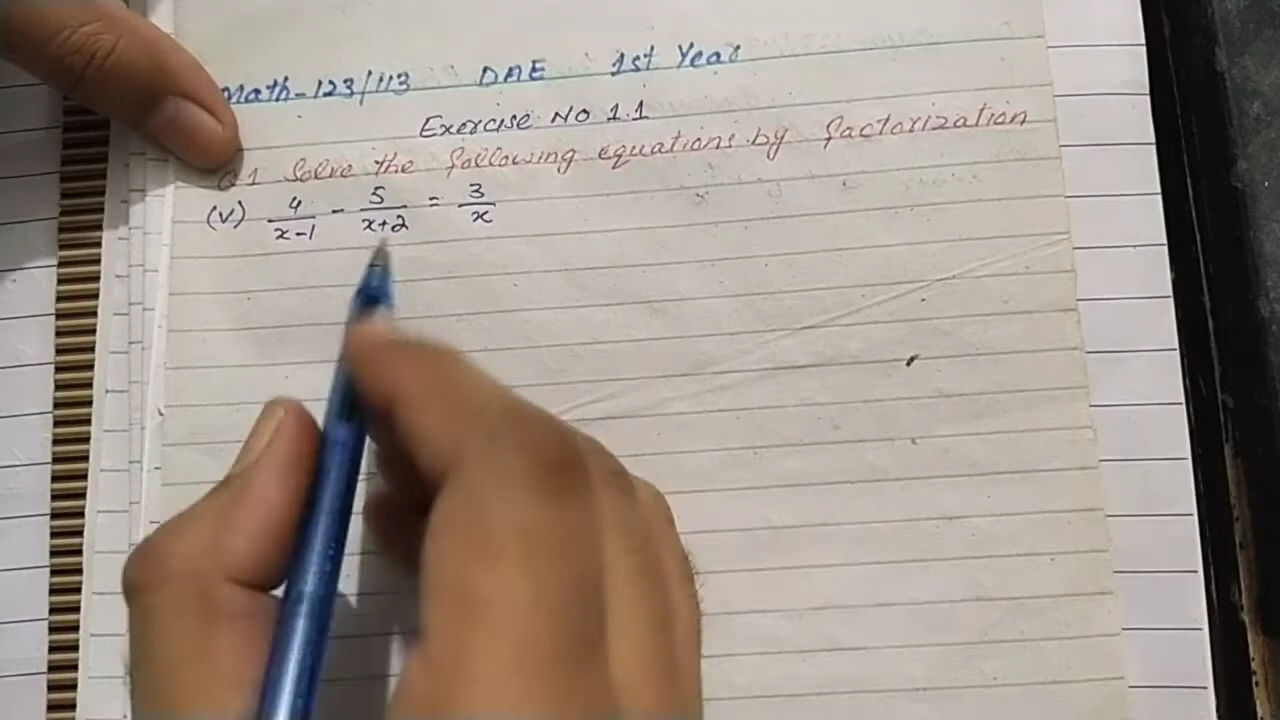 Math-123/113 DAE 1st Year
Exercise No 1.1
Q1 Solve the following equations by factorization
(V) 4/(x-1) - 5/(x+2) = 3/x